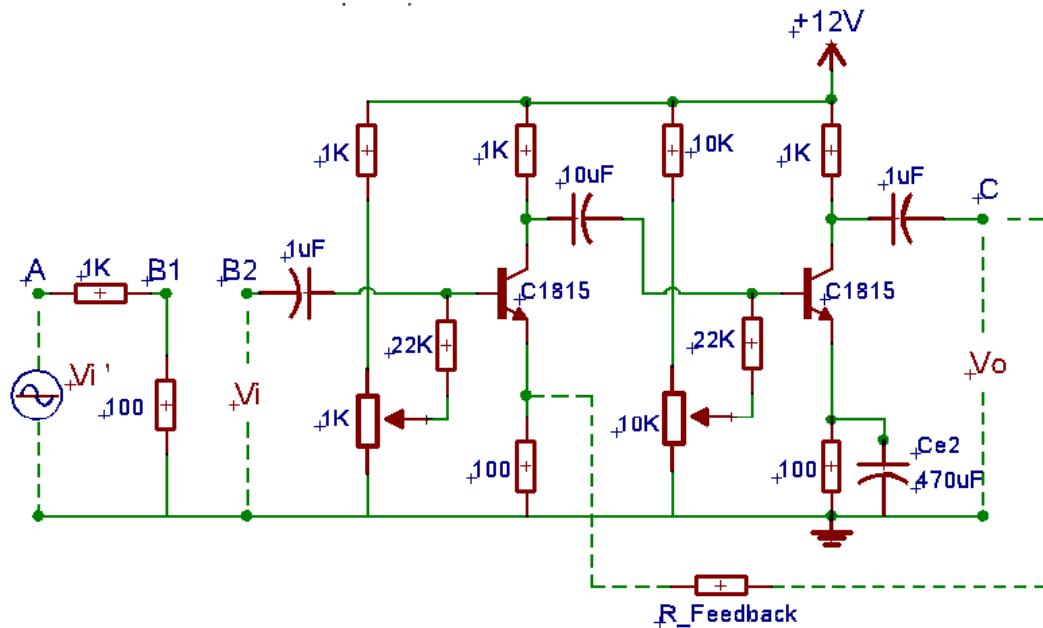 +12V
1K
1K
10K
1K
10uF
1uF
C
A
1K
B1
B2
1uF
C1815
C1815
22K
22K
Vi '
100
Vi
1K
10K
Vo
100
100
Ce2
470uF
R_Feedback